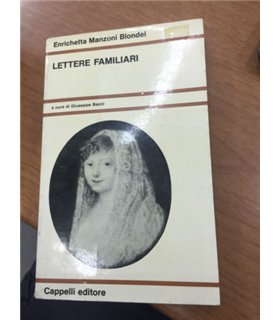 Enrichetta Manzoni Blondel
LETTERE FAMILIARI
a cura di Giuseppe Bacci
Cappelli editore